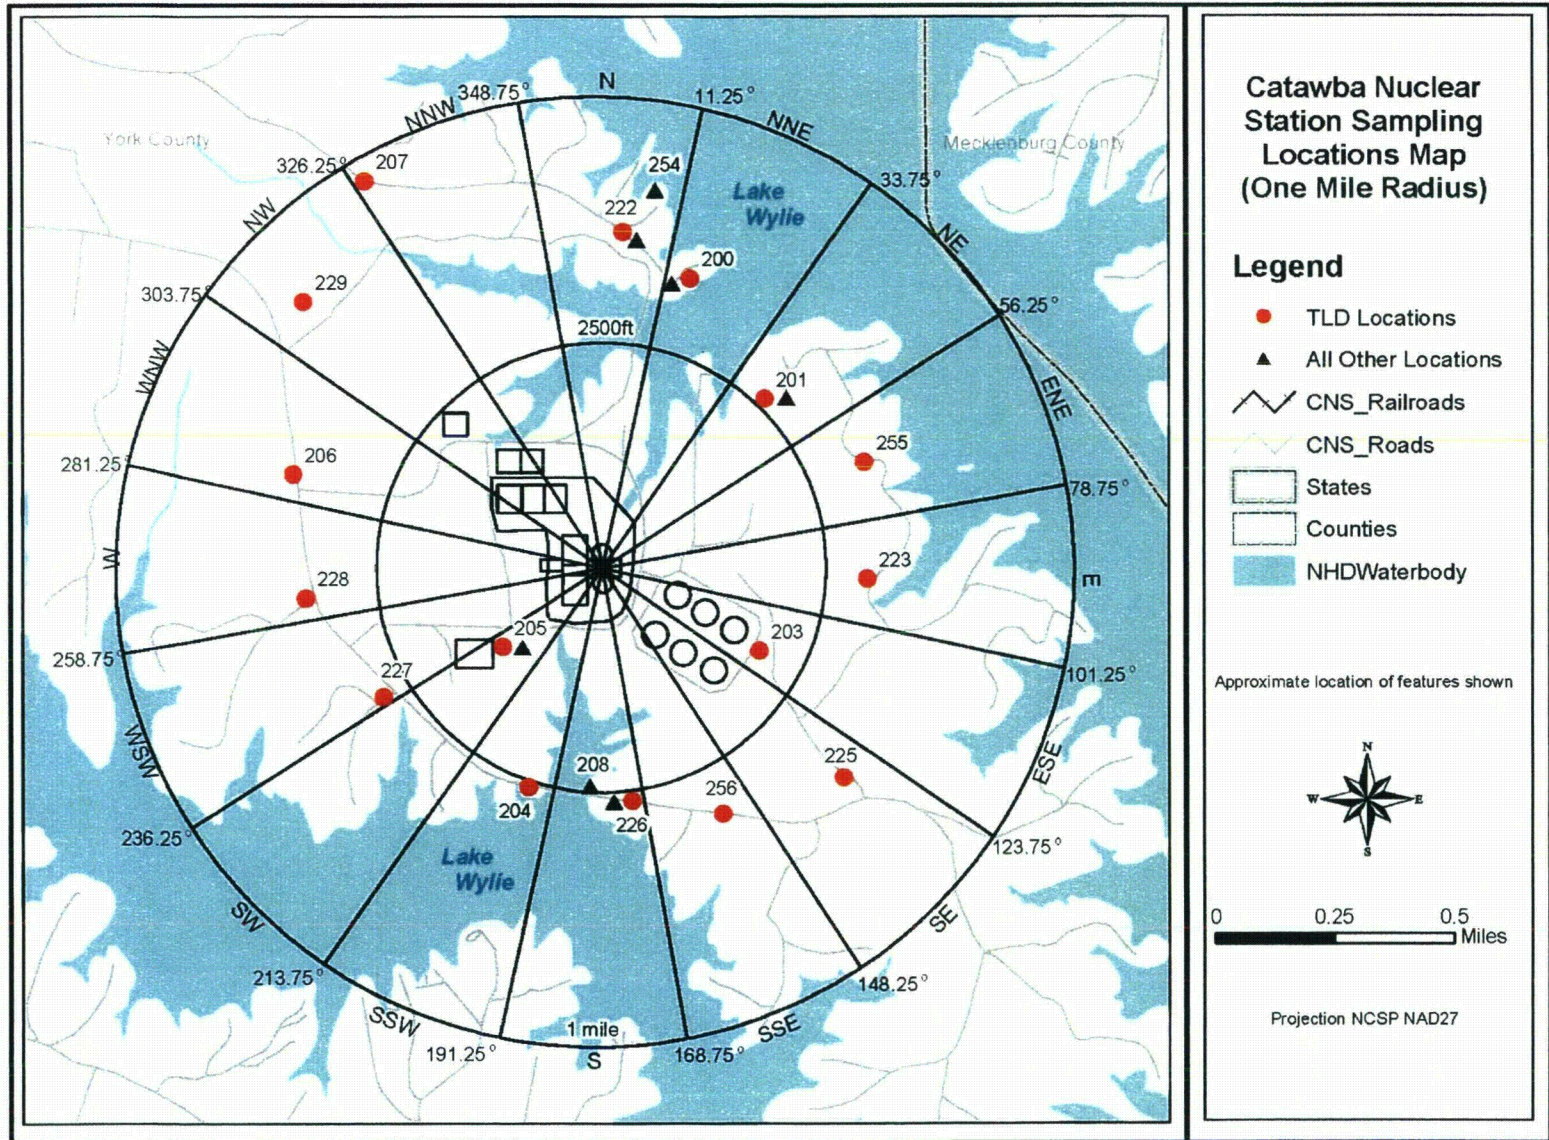 N
348.75°
11.25°
NNW
NNE
York County
Mecklenburg County
326.25°
207
254
33.75°
Lake
Wylie
NW
222
NE
200
229
303.75°
56.25°
2500ft
WNW
201
ENE
255
206
281.25°
78.75°
W
223
E
228
205
203
258.75°
101.25°
227
WSW
225
ESE
208
256
204
226
236.25°
123.75°
Lake
Wylie
SW
SE
213.75°
148.25°
SSW
1 mile
SSE
191.25°
S
168.75°
Catawba Nuclear
Station Sampling
Locations Map
(One Mile Radius)
Legend
TLD Locations
All Other Locations
CNS_Railroads
CNS_Roads
States
Counties
NHDWaterbody
Approximate location of features shown
N
W
E
S
0 0.25 0.5
Miles
Projection NCSP NAD27